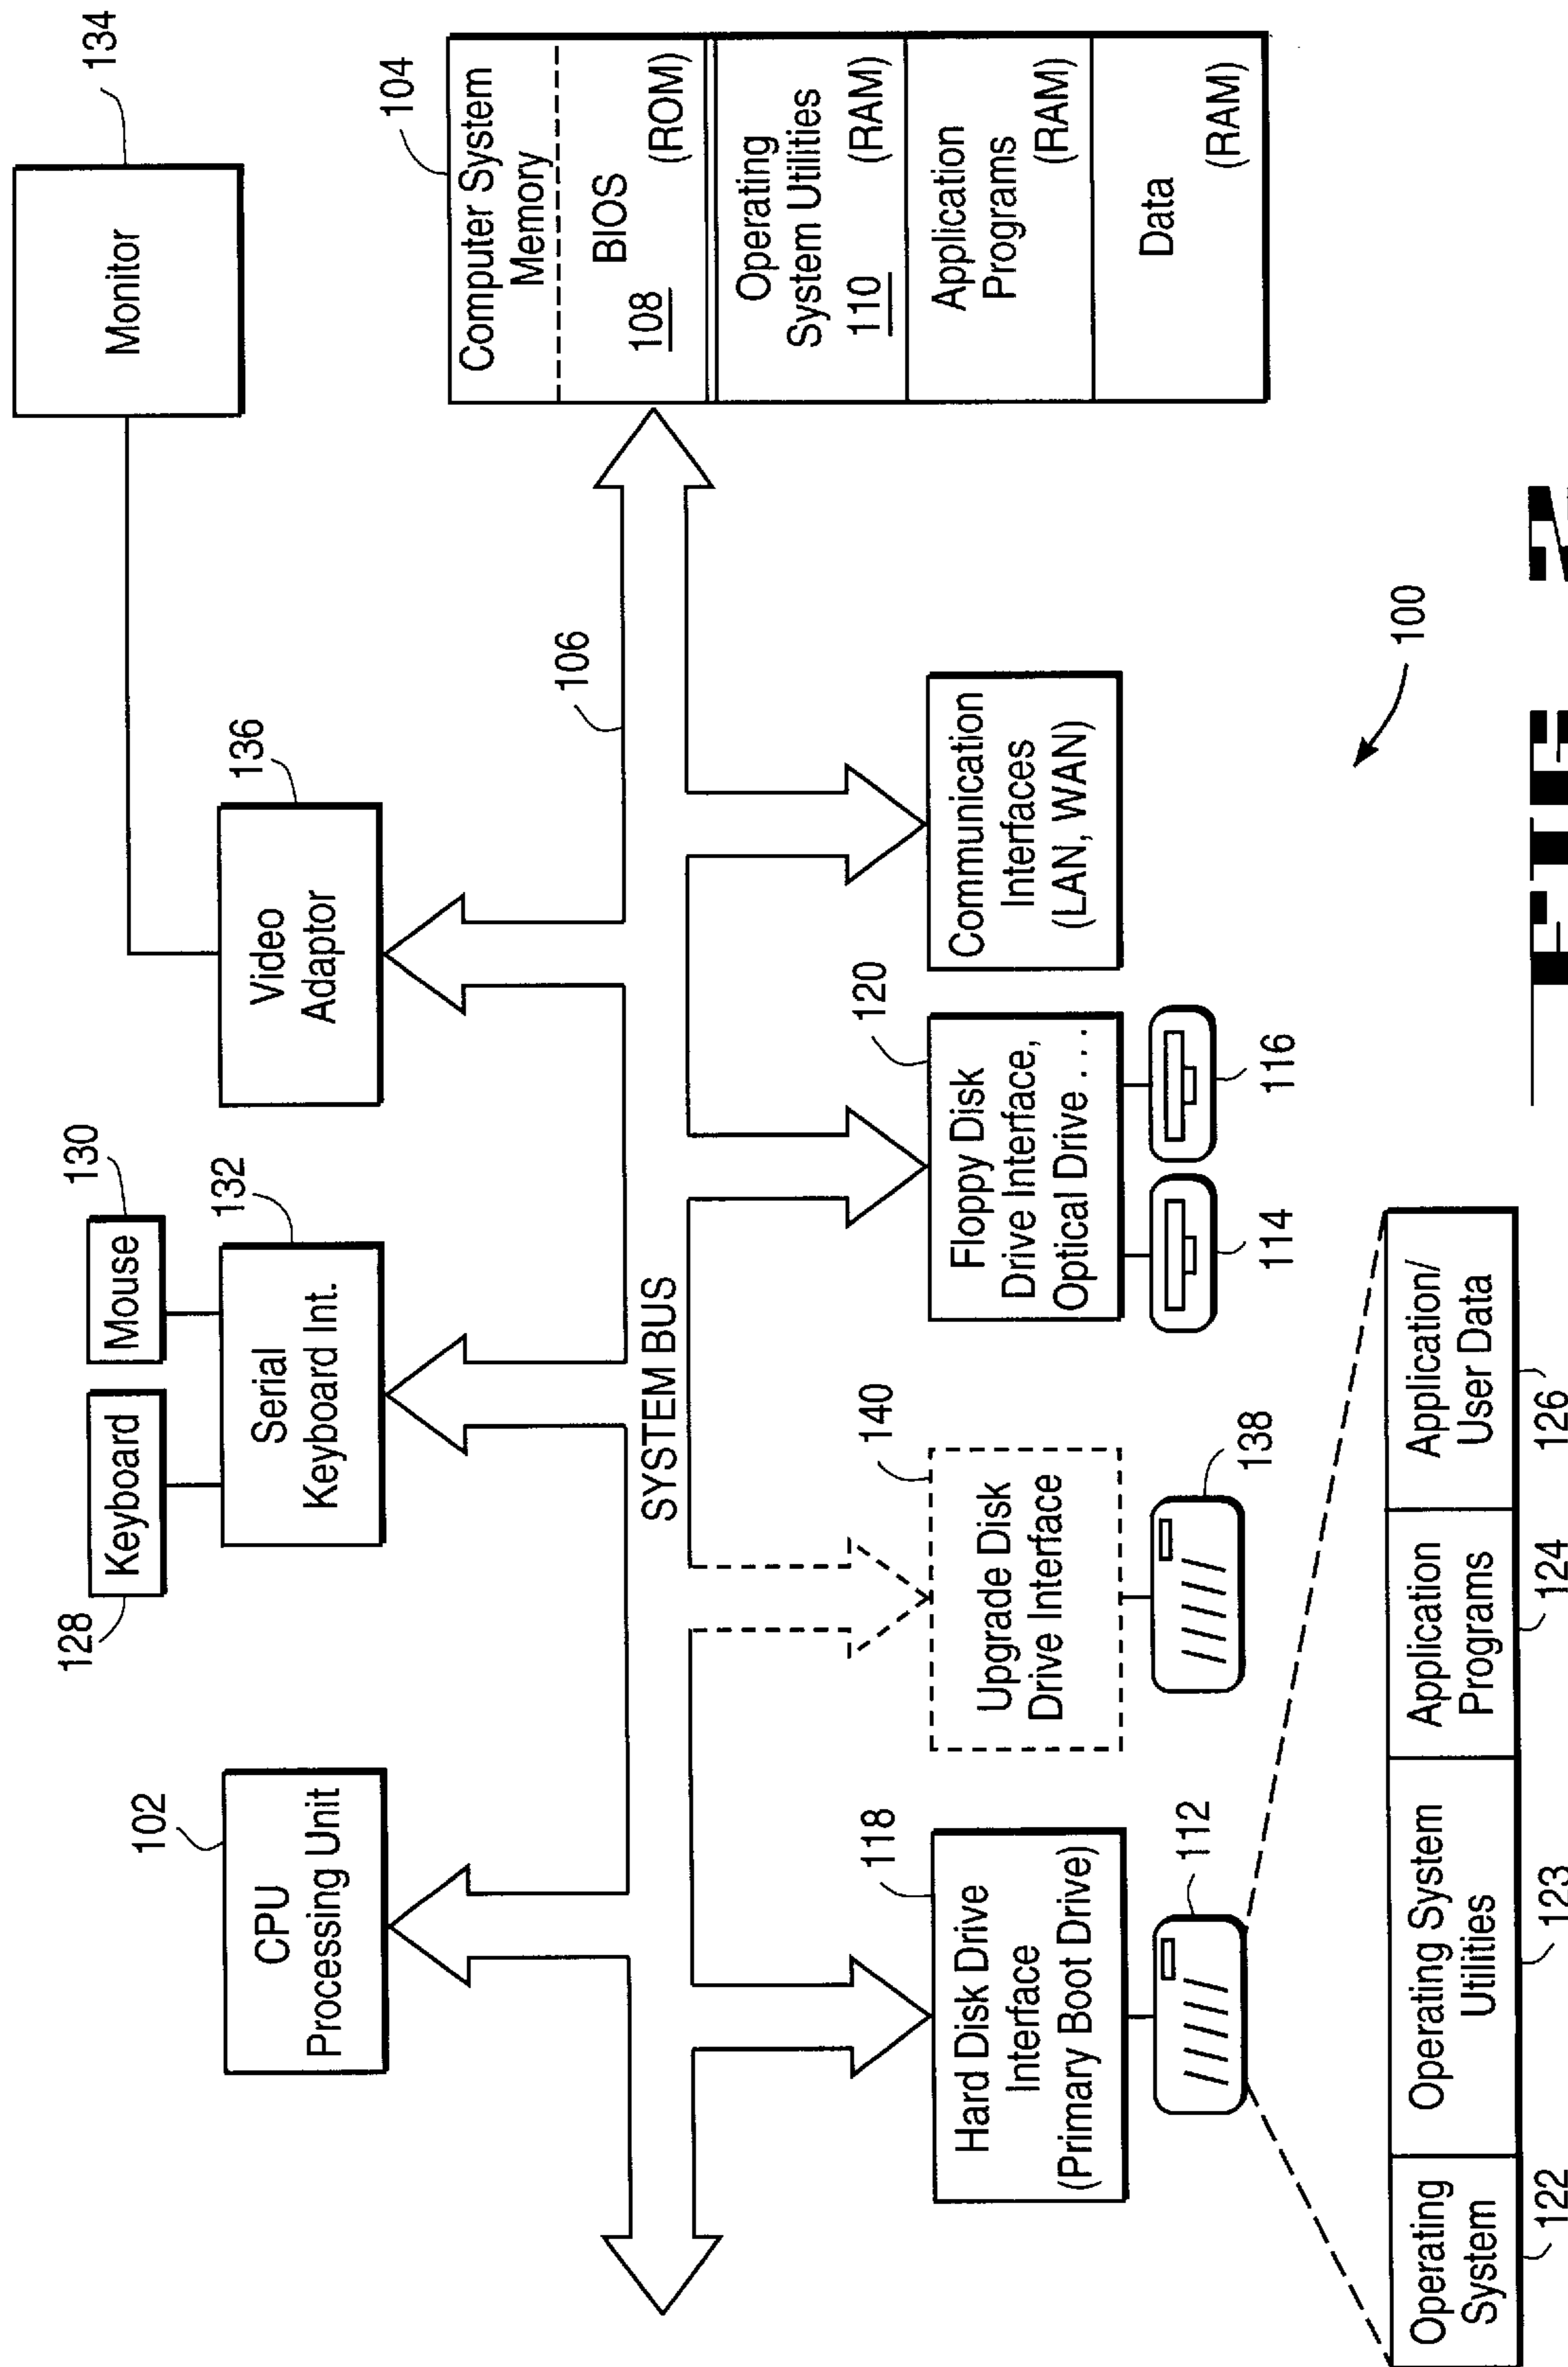 134
Monitor
104
Computer System
Memory
BIOS
108
(ROM)
Operating
System Utilities
110
(RAM)
Application
Programs
(RAM)
Data
(RAM)
136
Video
Adaptor
106
130
Mouse
Keyboard
128
132
Serial
Keyboard Int.
102
CPU
Processing Unit
SYSTEM BUS
118
Hard Disk Drive
Interface
(Primary Boot Drive)
112
140
Upgrade Disk
Drive Interface
138
120
Floppy Disk
Drive Interface,
Optical Drive . . .
114
116
Communication
Interfaces
(LAN, WAN)
100
Operating
System
122
Operating System
Utilities
123
Application
Programs
124
Application/
User Data
126